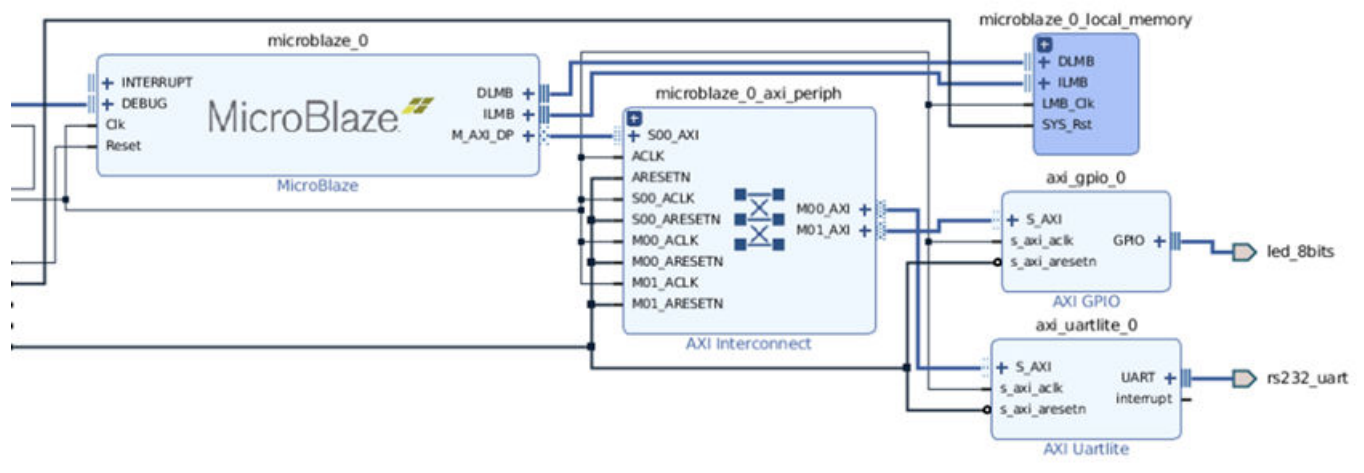 microblaze_0
INTERRUPT
DEBUG
Clk
Reset
MicroBlaze
DLMB
ILMB
M_AXI_DP
MicroBlaze
microblaze_0_axi_periph
S00_AXI
ACLK
ARESETN
S00_ACLK
S00_ARESETN
M00_ACLK
M00_ARESETN
M01_ACLK
M01_ARESETN
M00_AXI
M01_AXI
AXI Interconnect
microblaze_0_local_memory
DLMB
ILMB
LMB_Clk
SYS_Rst
axi_gpio_0
S_AXI
s_axi_aclk
s_axi_aresetn
GPIO
led_8bits
AXI GPIO
axi_uartlite_0
S_AXI
s_axi_aclk
s_axi_aresetn
UART
interrupt
rs232_uart
AXI Uartlite